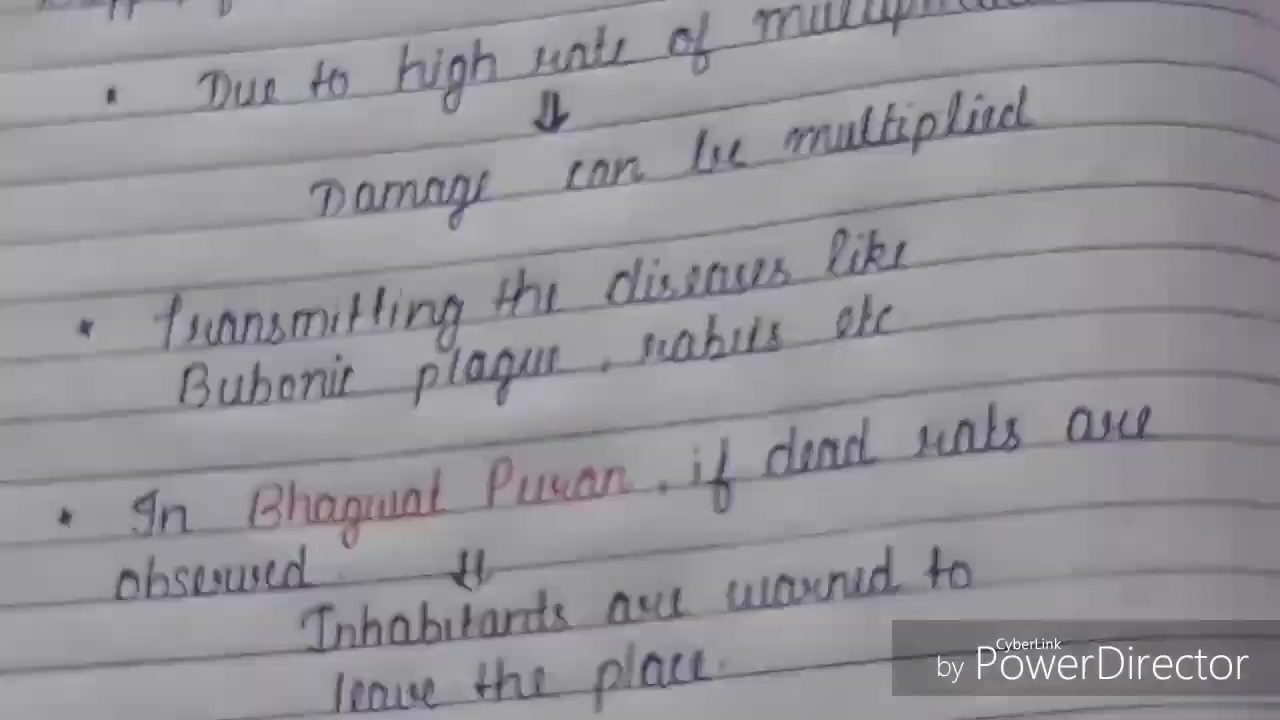 • Due to high rate of
⇓
Damage can be multiplied
• Transmitting the diseases like
Bubonic plague, rabies etc
• In Bhagwat Puran, if dead rats are
observed ⇓
Inhabitants are warned to
leave the place.
CyberLink
by PowerDirector